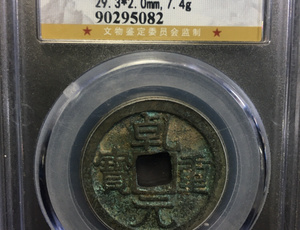 29.3*2.0mm,7.4g
90295082
★ 文物鉴定委员会监制 ★
乾
寶 重
元